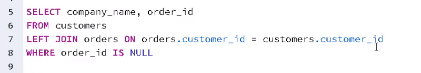 5 SELECT company_name, order_id
6 FROM customers
7 LEFT JOIN orders ON orders.customer_id = customers.customer_id
8 WHERE order_id IS NULL
9